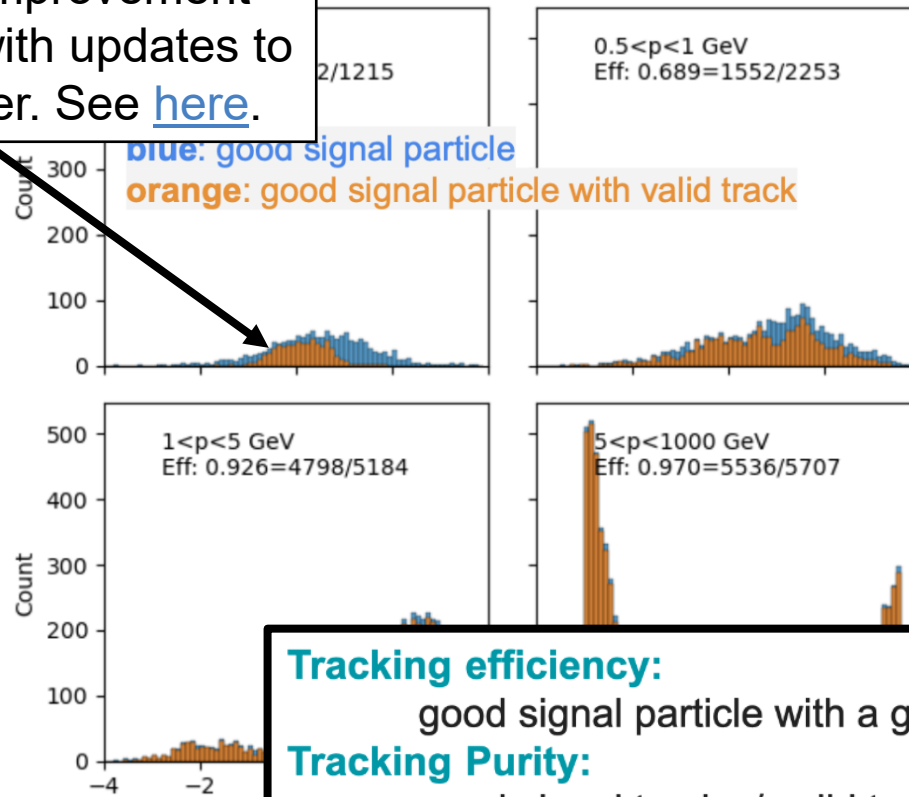 with updates to
See here.
2/1215
0.5<p<1 GeV
Eff: 0.689=1552/2253
blue: good signal particle
orange: good signal particle with valid track
Count
300
200
100
0
1<p<5 GeV
Eff: 0.926=4798/5184
5<p<1000 GeV
Eff: 0.970=5536/5707
Count
500
400
300
200
100
0
−4
−2
Tracking efficiency:
good signal particle with a
Tracking Purity: